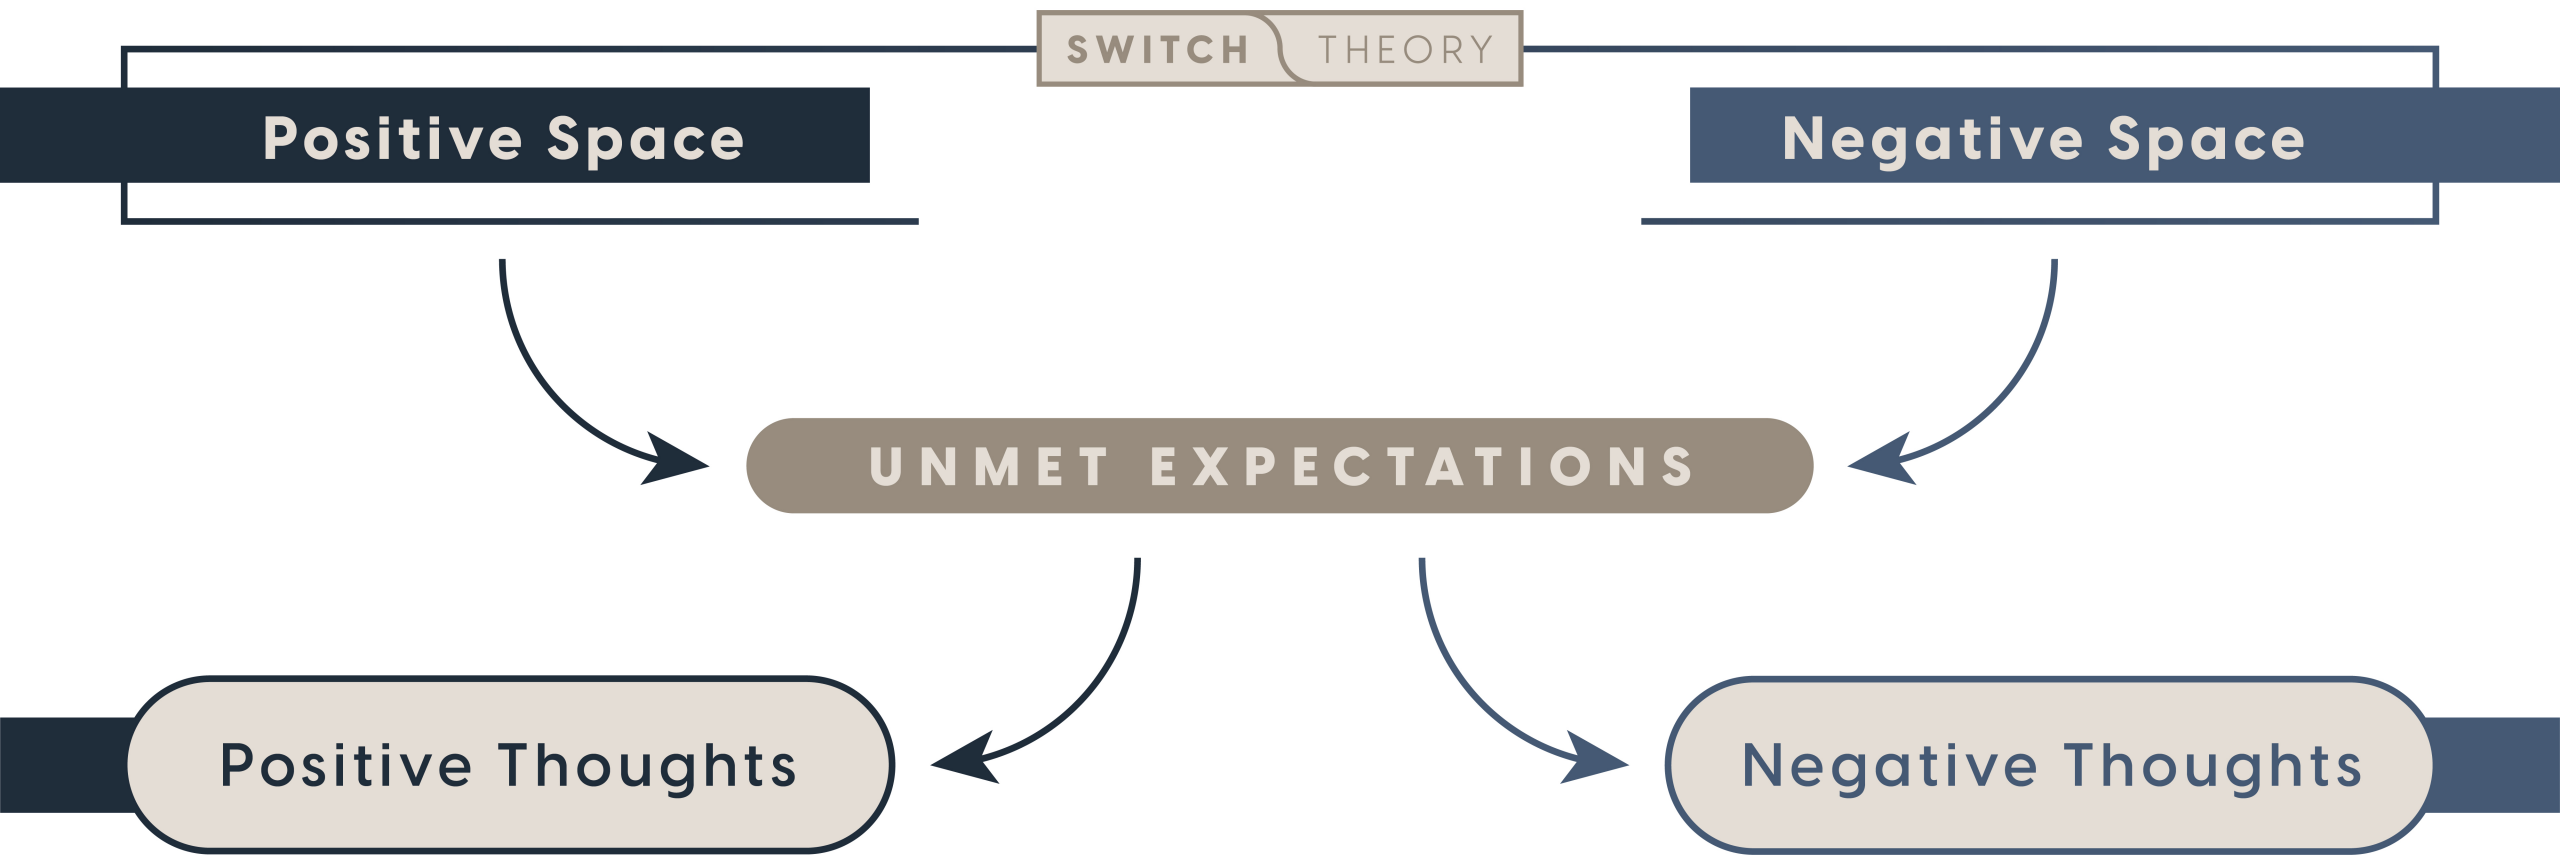 SWITCH THEORY
Positive Space
Negative Space
UNMET EXPECTATIONS
Positive Thoughts
Negative Thoughts